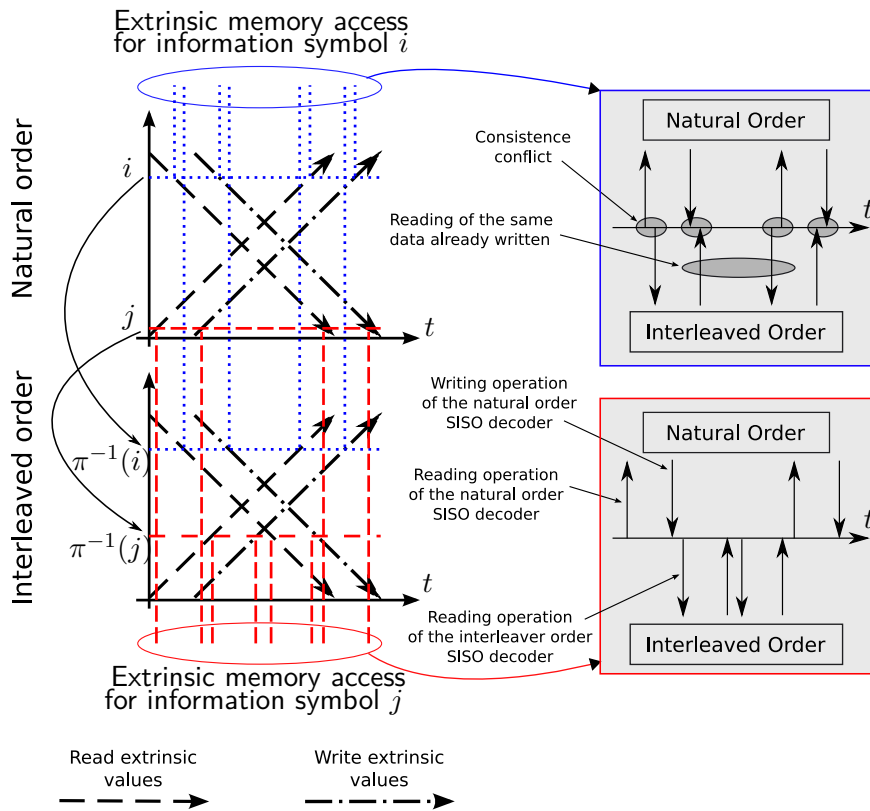 Extrinsic memory access
for information symbol i
Natural order
i
j
t
Interleaved order
π⁻¹(i)
π⁻¹(j)
t
Extrinsic memory access
for information symbol j
Read extrinsic
values
Write extrinsic
values
Natural Order
Consistence
conflict
t
Reading of the same
data already written
Interleaved Order
Writing operation
of the natural order
SISO decoder
Natural Order
Reading operation
of the natural order
SISO decoder
t
Reading operation
of the interleaver order
SISO decoder
Interleaved Order